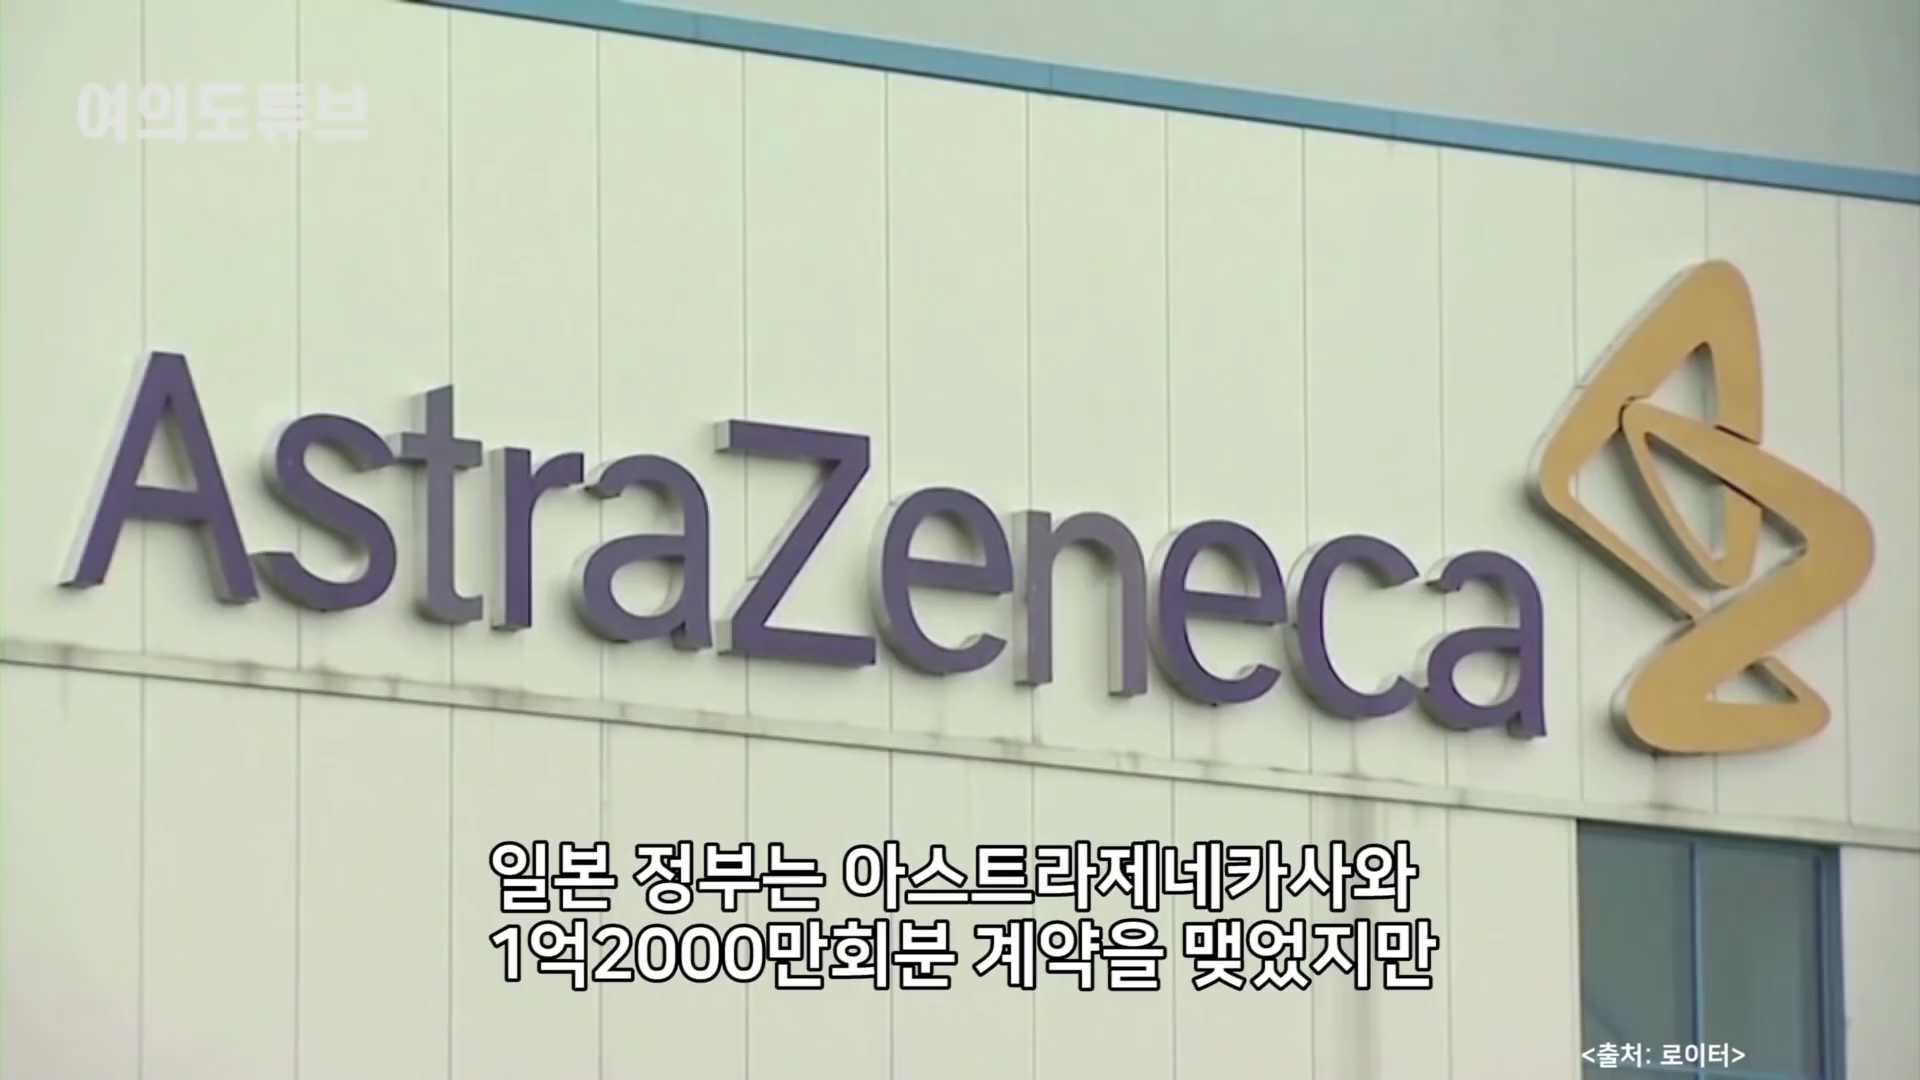 여의도튜브
AstraZeneca
일본 정부는 아스트라제네카사와
1억2000만회분 계약을 맺었지만
<출처: 로이터>